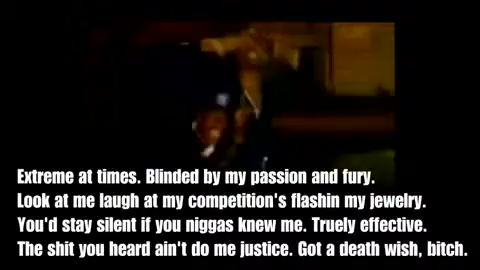 Extreme at times. Blinded by my passion and fury.
Look at me laugh at my competition's flashin my jewelry.
You'd stay silent if you niggas knew me. Truely effective.
The shit you heard ain't do me justice. Got a death wish, bitch.